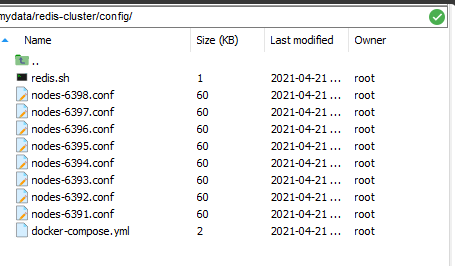 mydata/redis-cluster/config/
Name Size (KB) Last modified Owner
..
redis.sh 1 2021-04-21 ... root
nodes-6398.conf 60 2021-04-21 ... root
nodes-6397.conf 60 2021-04-21 ... root
nodes-6396.conf 60 2021-04-21 ... root
nodes-6395.conf 60 2021-04-21 ... root
nodes-6394.conf 60 2021-04-21 ... root
nodes-6393.conf 60 2021-04-21 ... root
nodes-6392.conf 60 2021-04-21 ... root
nodes-6391.conf 60 2021-04-21 ... root
docker-compose.yml 2 2021-04-21 ... root